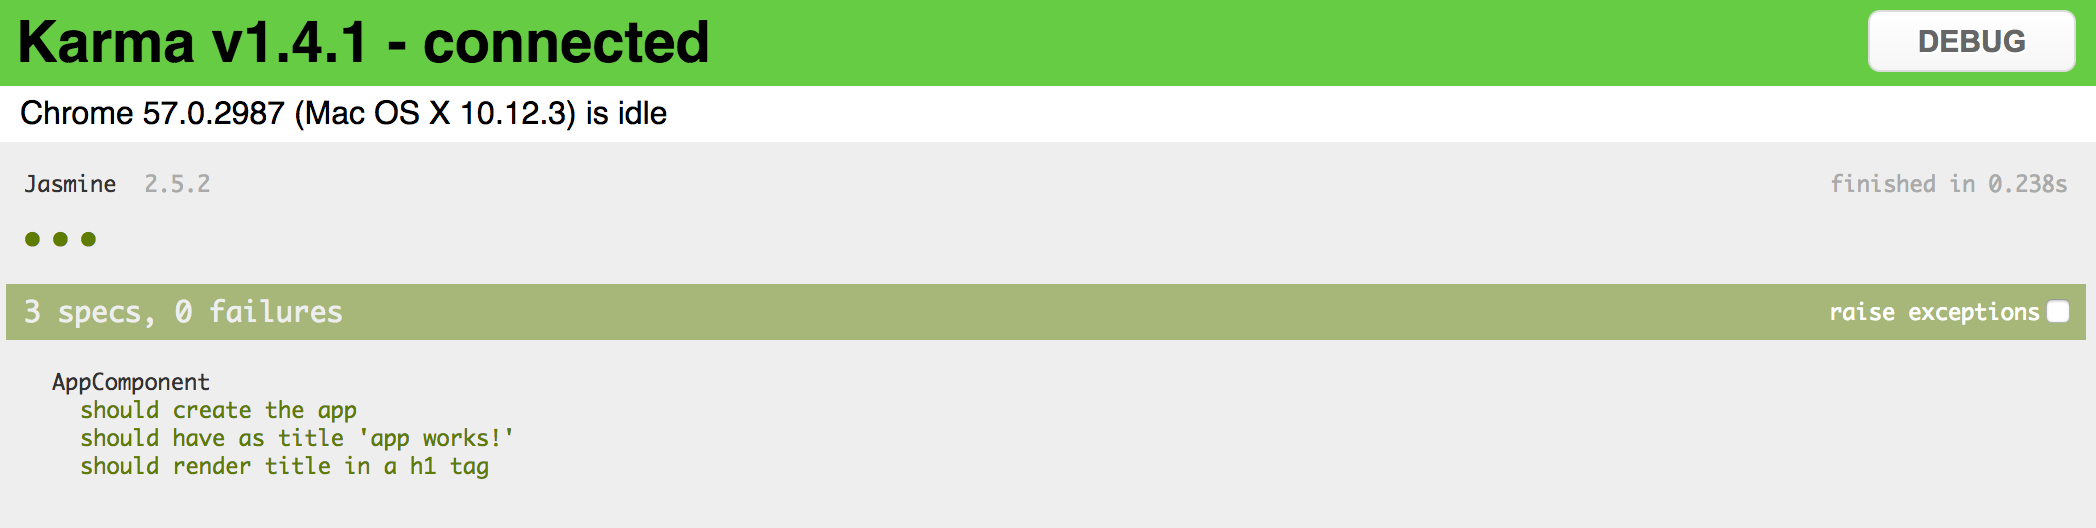 Karma v1.4.1 - connected
DEBUG
Chrome 57.0.2987 (Mac OS X 10.12.3) is idle
Jasmine 2.5.2
finished in 0.238s
3 specs, 0 failures
raise exceptions
AppComponent
should create the app
should have as title 'app works!'
should render title in a h1 tag